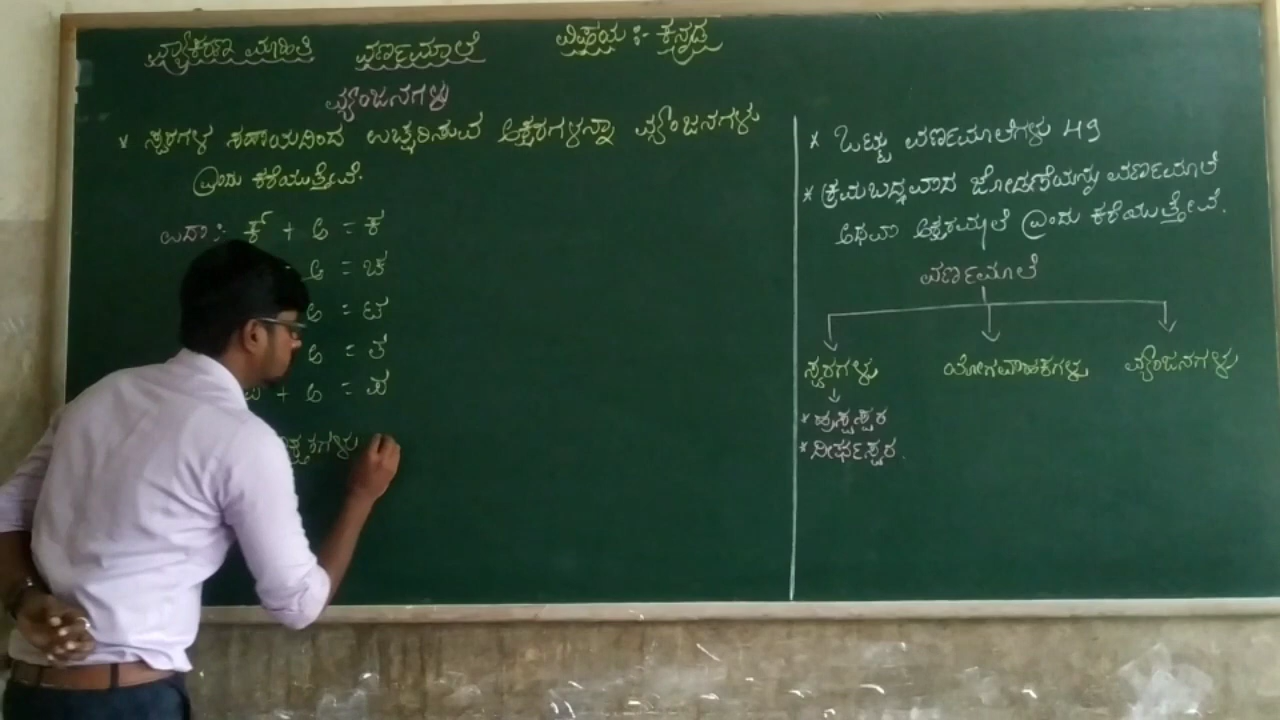 ವ್ಯಾಕರಣ ಮಾಹಿತಿ ವರ್ಣಮಾಲೆ ವಿಷಯ :- ಕನ್ನಡ
ವ್ಯಂಜನಗಳು
* ಸ್ವರಗಳ ಸಹಾಯದಿಂದ ಉಚ್ಚರಿಸುವ ಅಕ್ಷರಗಳನ್ನಾ ವ್ಯಂಜನಗಳು
ಎಂದು ಕರೆಯುತ್ತೇವೆ.
ಉದಾ :- ಕ್ + ಅ = ಕ
ಅ = ಚ
ಅ = ಟ
ಅ = ತ
+ ಅ = ಪ
* ಒಟ್ಟು ವರ್ಣಮಾಲೆಗಳು 49
* ಕ್ರಮಬದ್ಧವಾದ ಜೋಡಣೆಯನ್ನು ವರ್ಣಮಾಲೆ
ಅಥವಾ ಅಕ್ಷರಮಾಲೆ ಎಂದು ಕರೆಯುತ್ತೇವೆ.
ವರ್ಣಮಾಲೆ
ಸ್ವರಗಳು ಯೋಗವಾಹಕಗಳು ವ್ಯಂಜನಗಳು
* ಹ್ರಸ್ವಸ್ವರ
* ದೀರ್ಘಸ್ವರ.